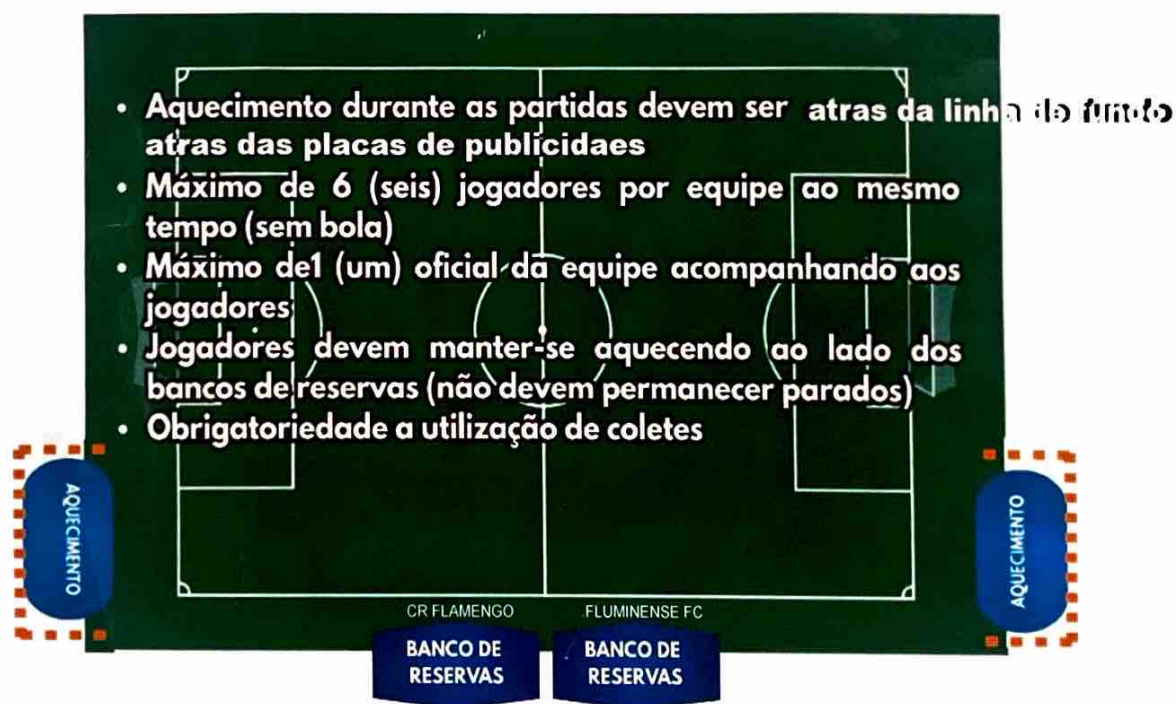 • Aquecimento durante as partidas devem ser atras da linha do fundo
atras das placas de publicidaes
• Máximo de 6 (seis) jogadores por equipe ao mesmo
tempo (sem bola)
• Máximo de1 (um) oficial da equipe acompanhando aos
jogadores
• Jogadores devem manter-se aquecendo ao lado dos
bancos de reservas (não devem permanecer parados)
• Obrigatoriedade a utilização de coletes
AQUECIMENTO
AQUECIMENTO
CR FLAMENGO
FLUMINENSE FC
BANCO DE
RESERVAS
BANCO DE
RESERVAS